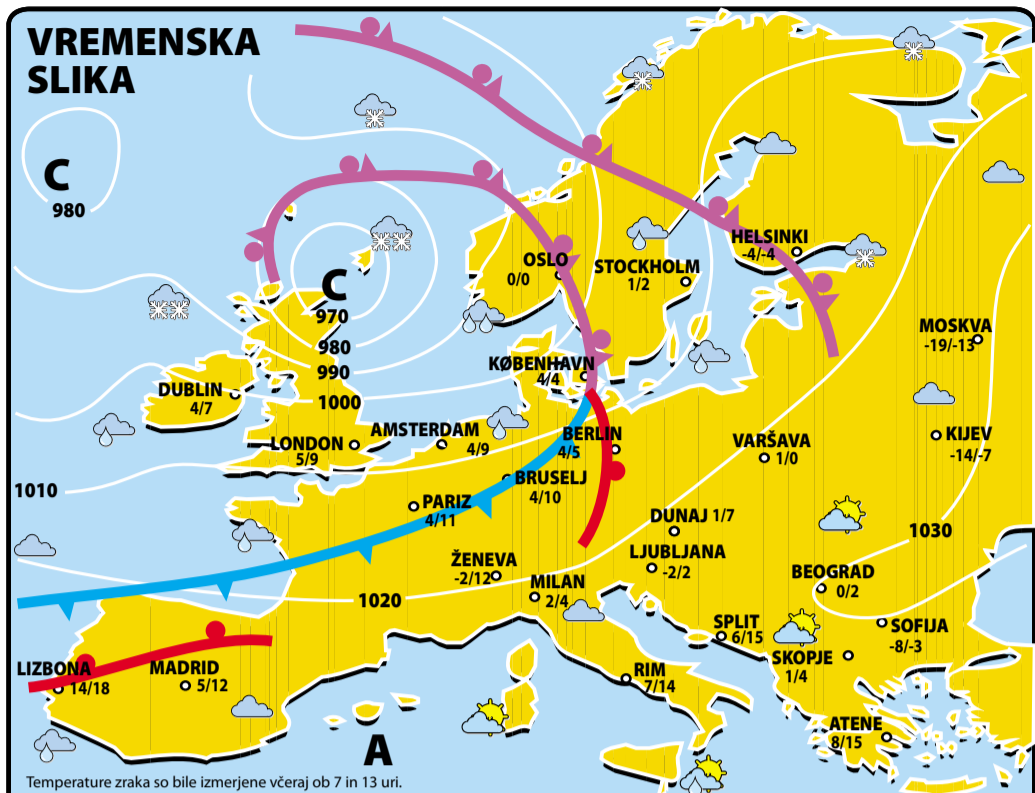 VREMENSKA
SLIKA
C
980
OSLO
0/0
STOCKHOLM
1/2
HELSINKI
-4/-4
C
970
980
990
1000
MOSKVA
-19/-13
KØBENHAVN
4/4
DUBLIN
4/7
LONDON
5/9
AMSTERDAM
4/9
BERLIN
4/5
VARŠAVA
1/0
KIJEV
-14/-7
1010
BRUSELJ
4/10
PARIZ
4/11
DUNAJ 1/7
1030
ŽENEVA
-2/12
LJUBLJANA
-2/2
MILAN
2/4
BEOGRAD
0/2
1020
SPLIT
6/15
SOFIJA
-8/-3
SKOPJE
1/4
LIZBONA
14/18
MADRID
5/12
RIM
7/14
ATENE
8/15
A
Temperature zraka so bile izmerjene včeraj ob 7 in 13 uri.